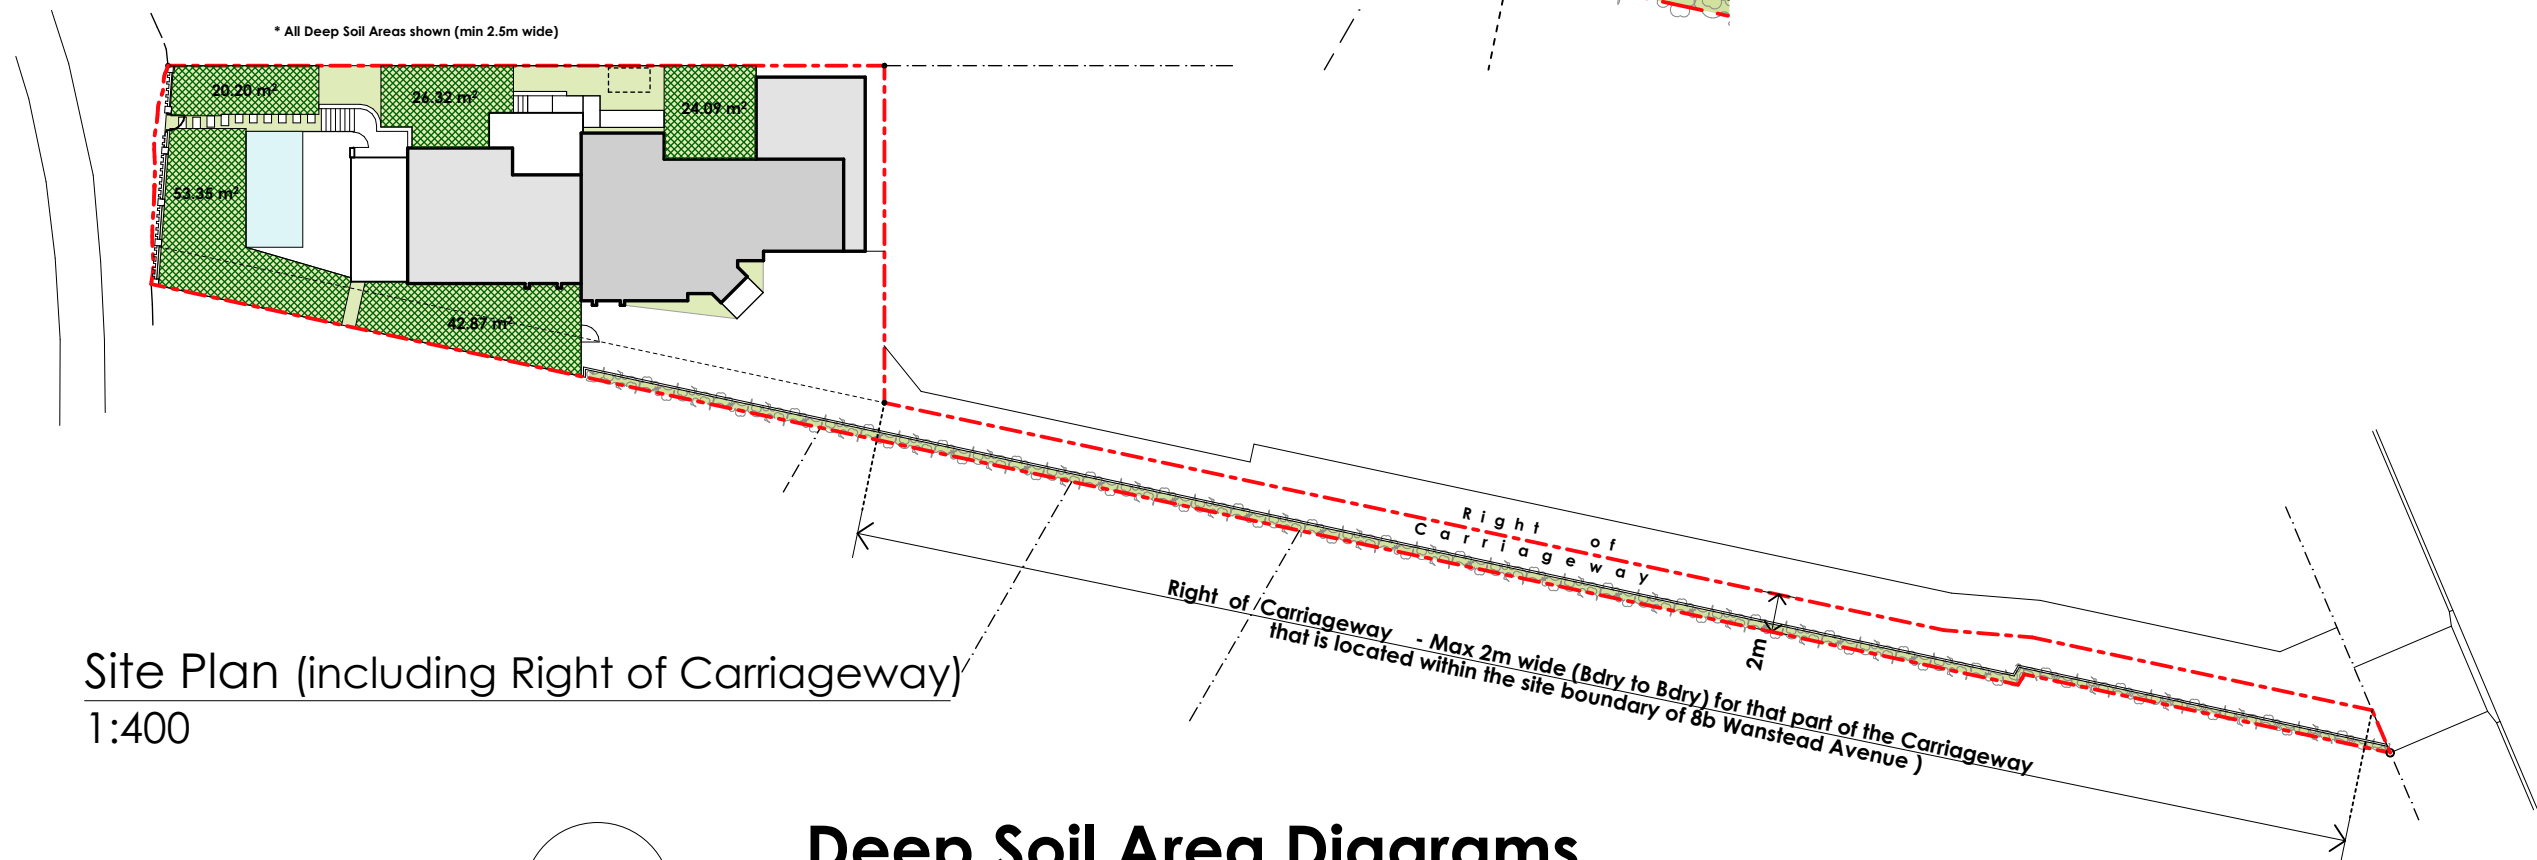 * All Deep Soil Areas shown (min 2.5m wide)
20.20 m²
26.32 m²
24.09 m²
53.35 m²
42.87 m²
Right of
Carriageway
2m
Right of Carriageway - Max 2m wide (Bdry to Bdry) for that part of the Carriageway
that is located within the site boundary of 8b Wanstead Avenue )
Site Plan (including Right of Carriageway)
1:400
Deep Soil Area Diagrams